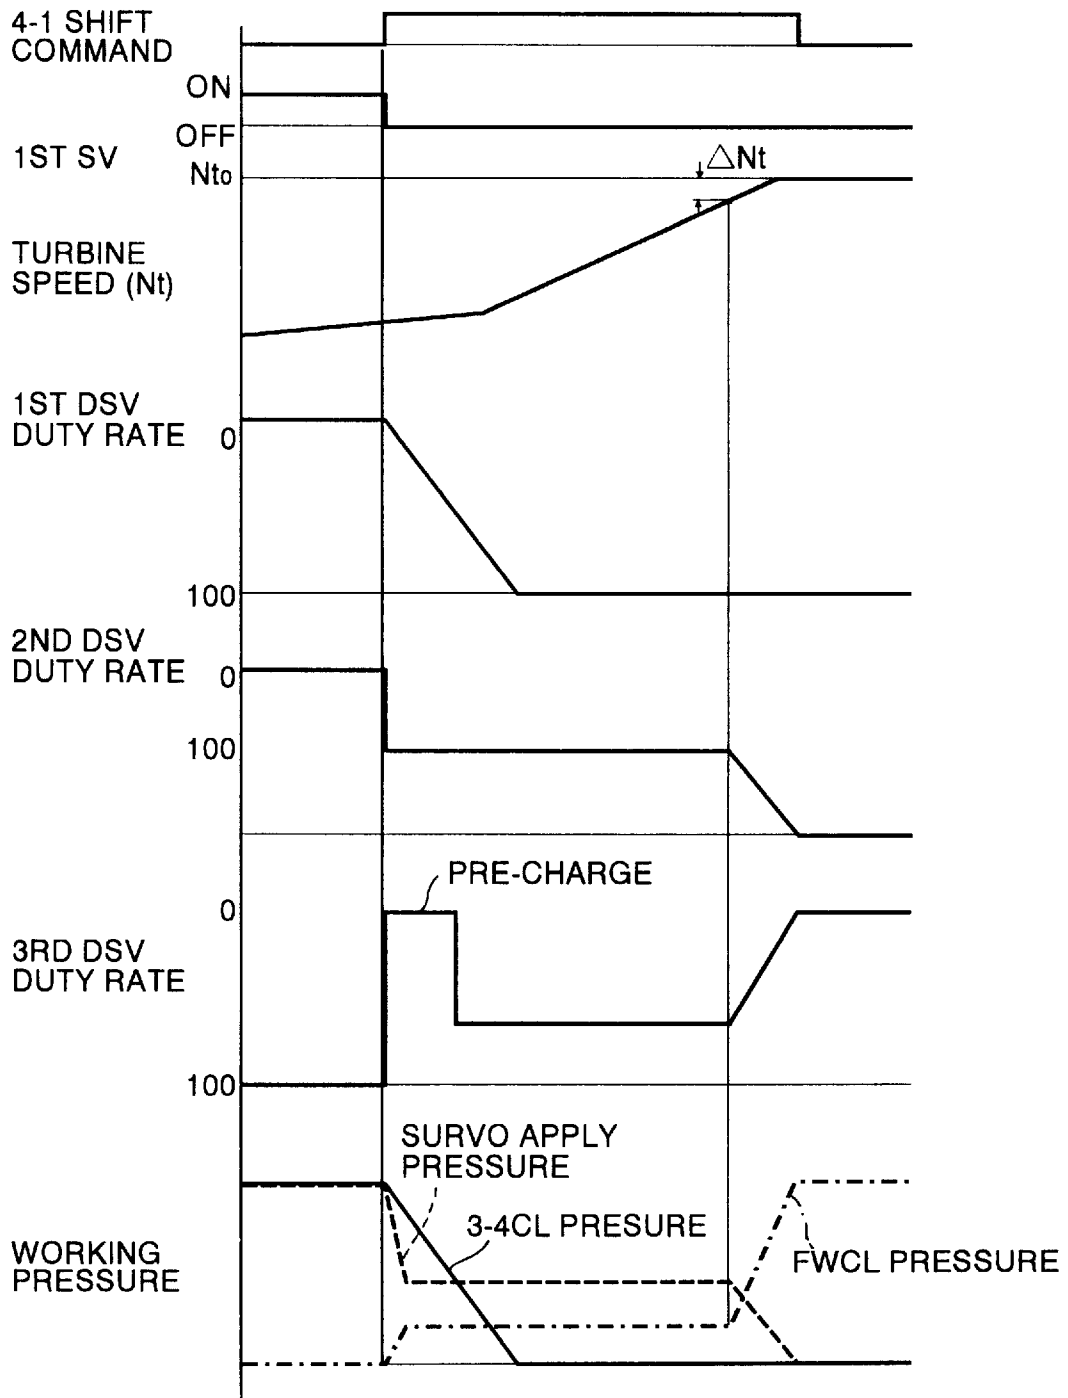 4-1 SHIFT
COMMAND
ON
OFF
1ST SV
Nto
△Nt
TURBINE
SPEED (Nt)
1ST DSV
DUTY RATE
0
100
2ND DSV
DUTY RATE
0
100
PRE-CHARGE
0
3RD DSV
DUTY RATE
100
SURVO APPLY
PRESSURE
3-4CL PRESURE
WORKING
PRESSURE
FWCL PRESSURE